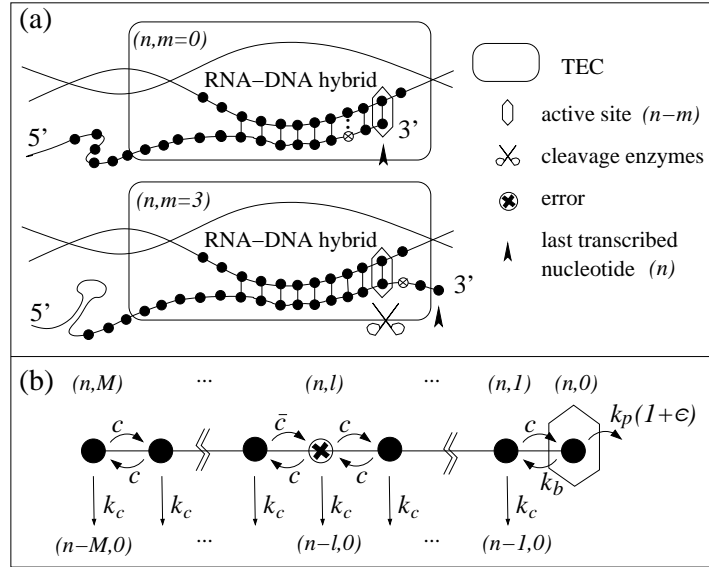 (a)
(n,m=0)
RNA−DNA hybrid
5’
3’
TEC
active site (n−m)
cleavage enzymes
error
last transcribed
nucleotide (n)
(n,m=3)
RNA−DNA hybrid
5’
3’
(b)
(n,M) ... (n,l) ... (n,1) (n,0)
c c̄ c c k_p(1+ϵ)
c c c k_b
k_c k_c k_c k_c k_c k_c
(n−M,0) ... (n−l,0) ... (n−1,0)